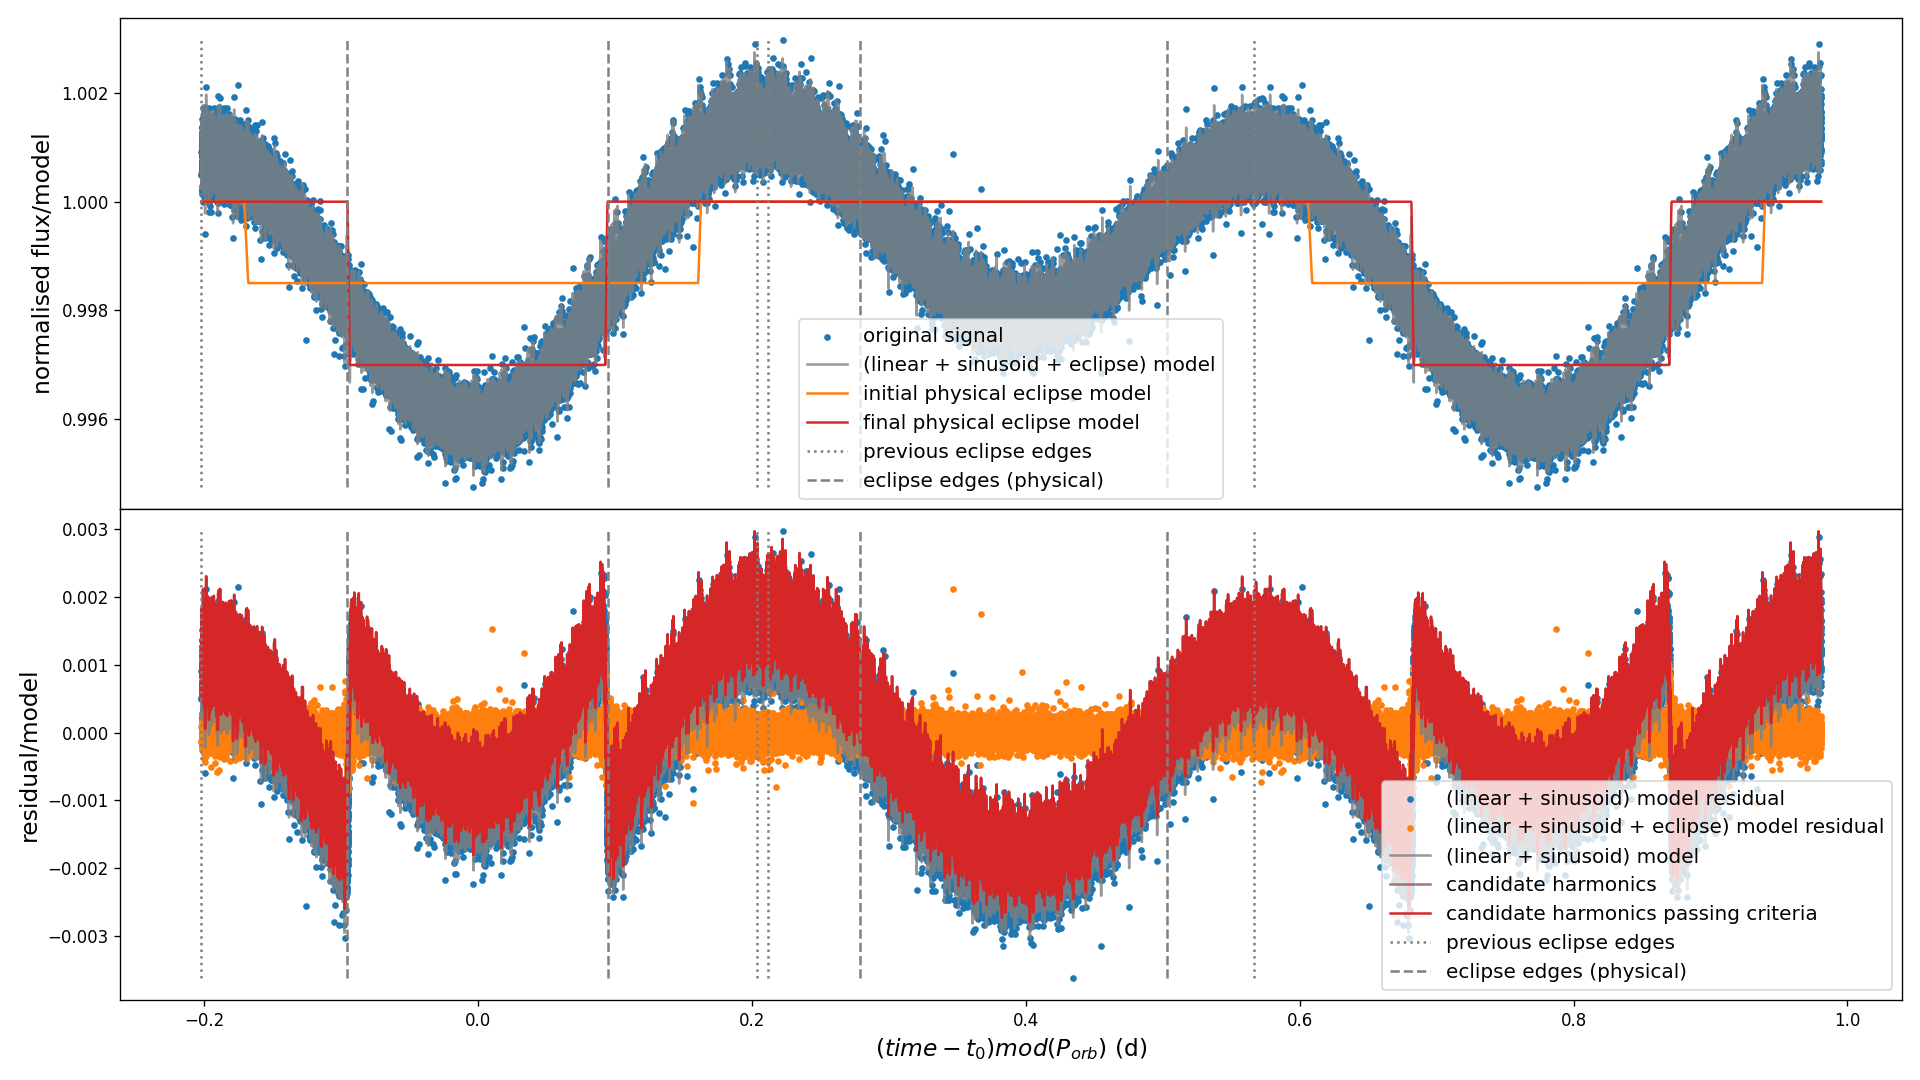 normalised flux/model
1.002
1.000
0.998
0.996
original signal
(linear + sinusoid + eclipse) model
initial physical eclipse model
final physical eclipse model
previous eclipse edges
eclipse edges (physical)
residual/model
0.003
0.002
0.001
0.000
−0.001
−0.002
−0.003
(linear + sinusoid) model residual
(linear + sinusoid + eclipse) model residual
(linear + sinusoid) model
candidate harmonics
candidate harmonics passing criteria
previous eclipse edges
eclipse edges (physical)
−0.2 0.0 0.2 0.4 0.6 0.8 1.0
(time − t₀)mod(P_orb) (d)